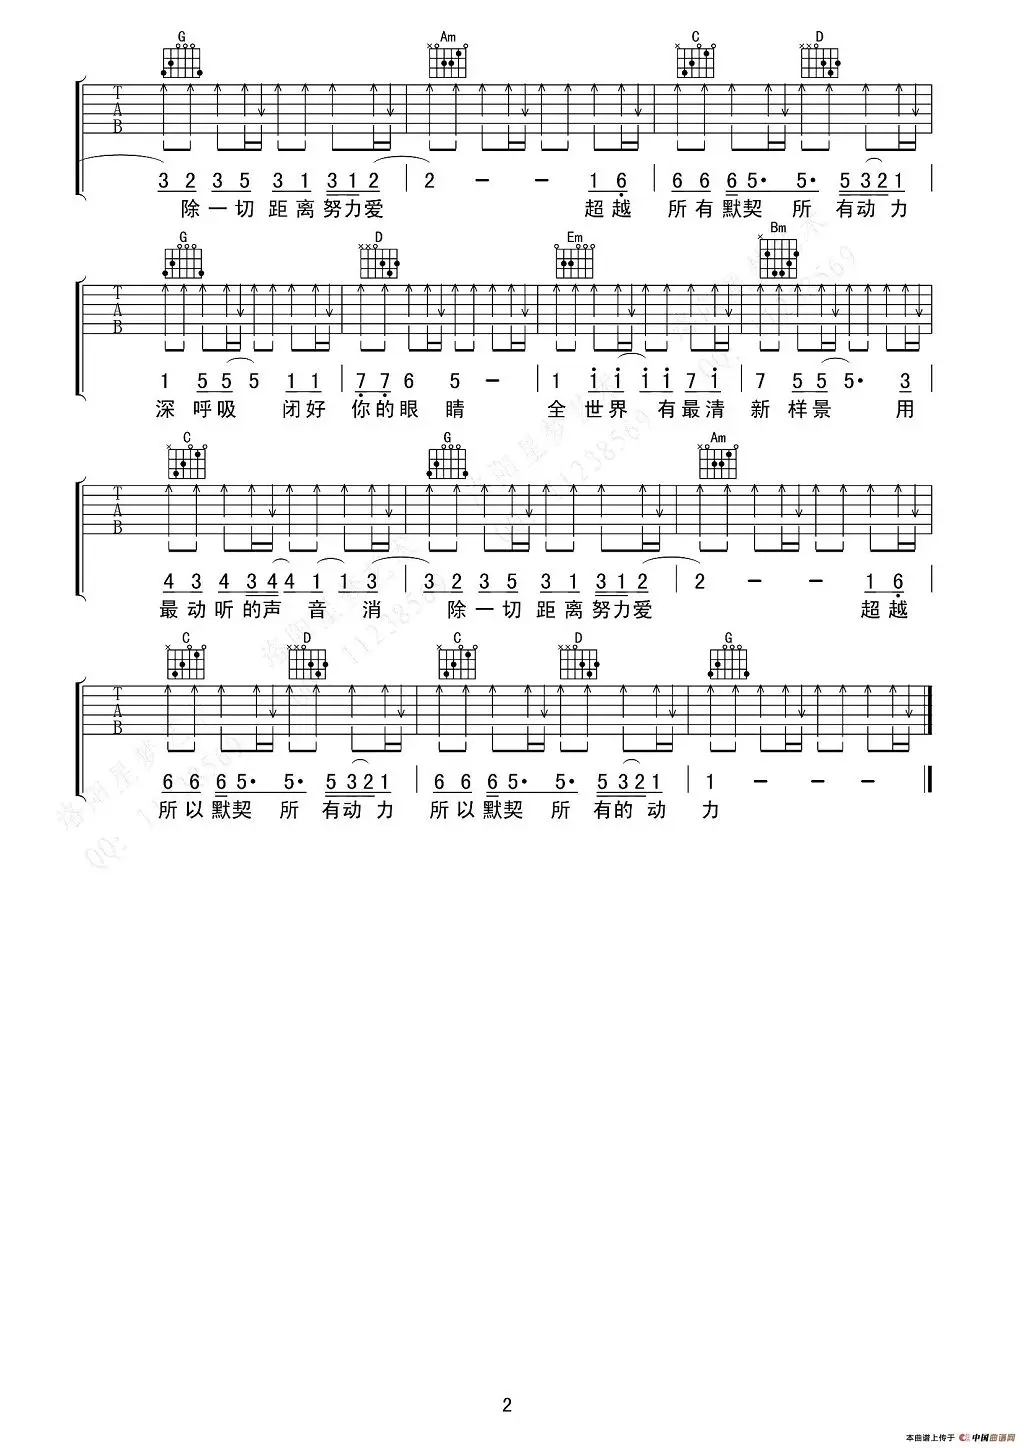 G Am C D
T
A
B
3 2 3 5 3 1 3 1 2 | 2 - - 1 6 | 6 6 6 5· 5· 5 3 2 1
除一切距离努力爱 超越 所有默契所有动力
G D Em Bm
T
A
B
1 5 5 5 1 1 | 7 7 6 5 - | 1 1 1 1 1 7 1 | 7 5 5 5· 3
深呼吸 闭好你的眼睛 全世界有最清新样景 用
C G Am
T
A
B
4 3 4 3 4 4 1 1 3 | 3 2 3 5 3 1 3 1 2 | 2 - - 1 6
最动听的声音消 除一切距离努力爱 超越
C D C D G
T
A
B
6 6 6 5· 5· 5 3 2 1 | 6 6 6 5· 5· 5 3 2 1 | 1 - - -
所以默契所有动力 所以默契所有的动力
洛阳星梦
QQ: 11238569
2
本曲谱上传于 中国曲谱网